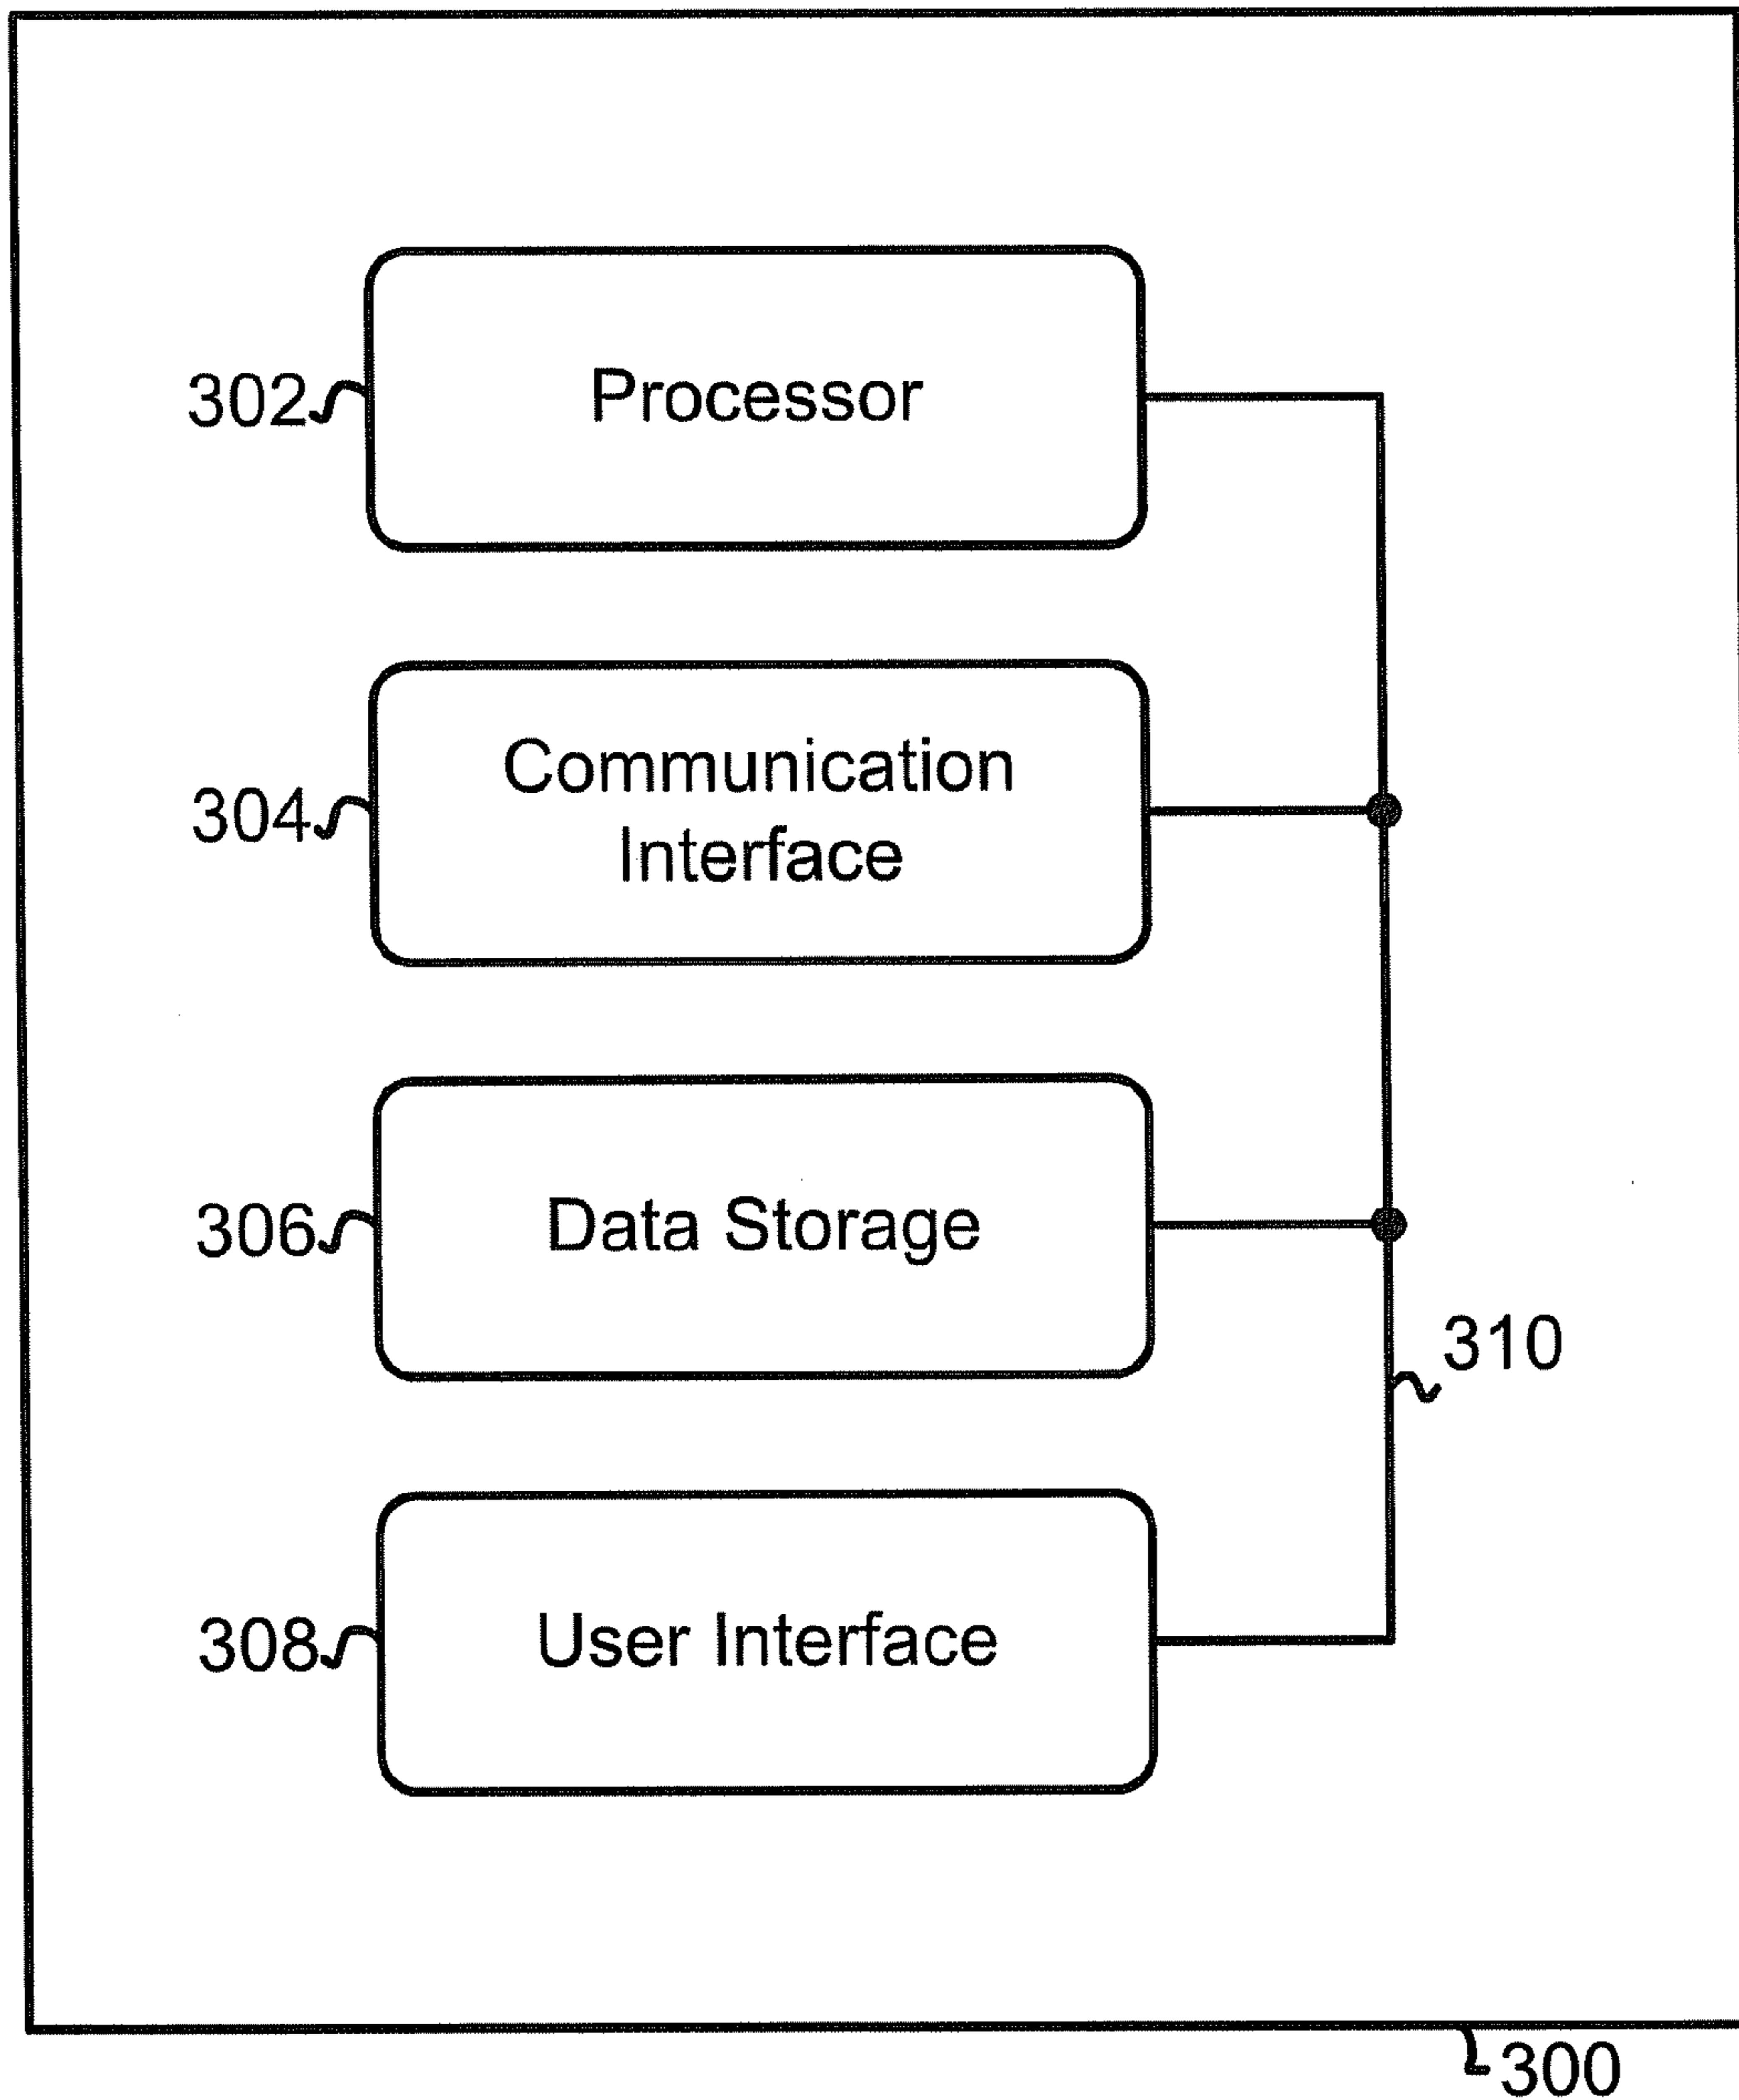 302
Processor
304
Communication
Interface
306
Data Storage
310
308
User Interface
300